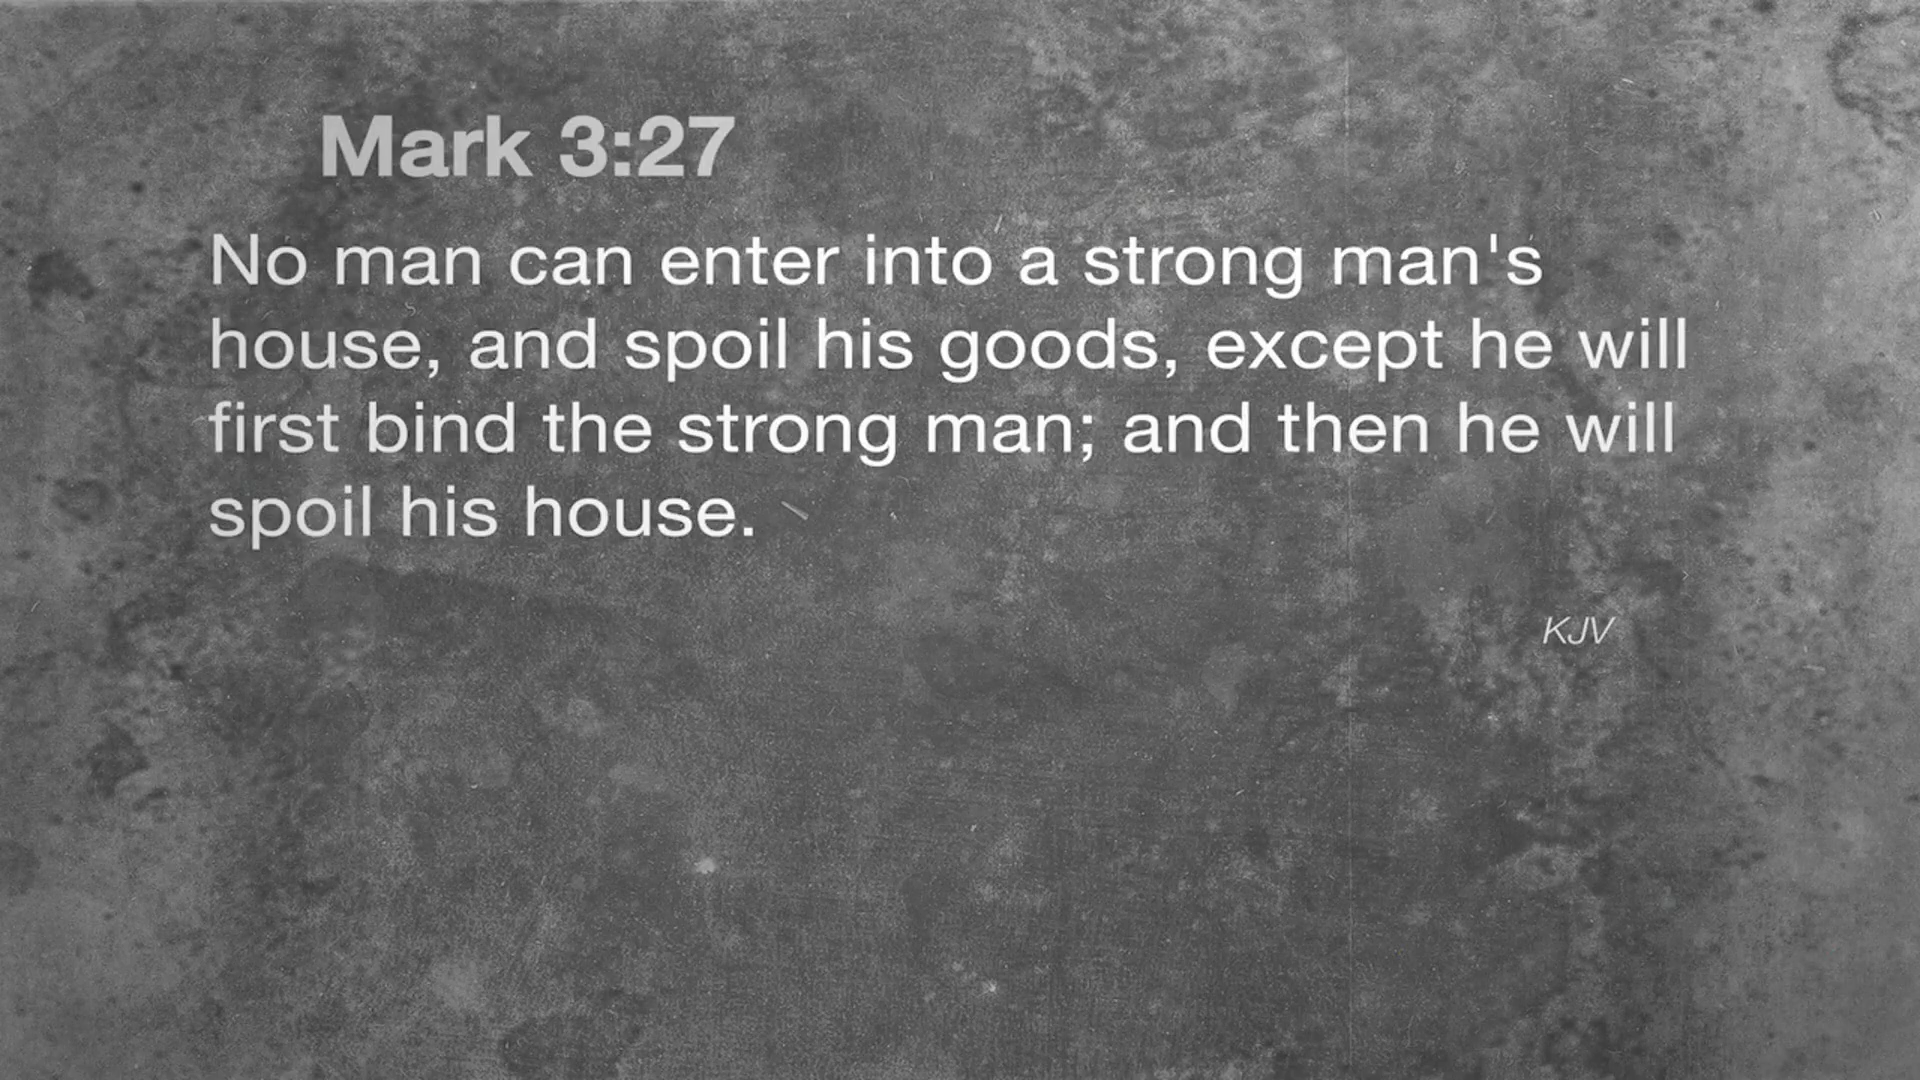 Mark 3:27
No man can enter into a strong man's
house, and spoil his goods, except he will
first bind the strong man; and then he will
spoil his house.
KJV